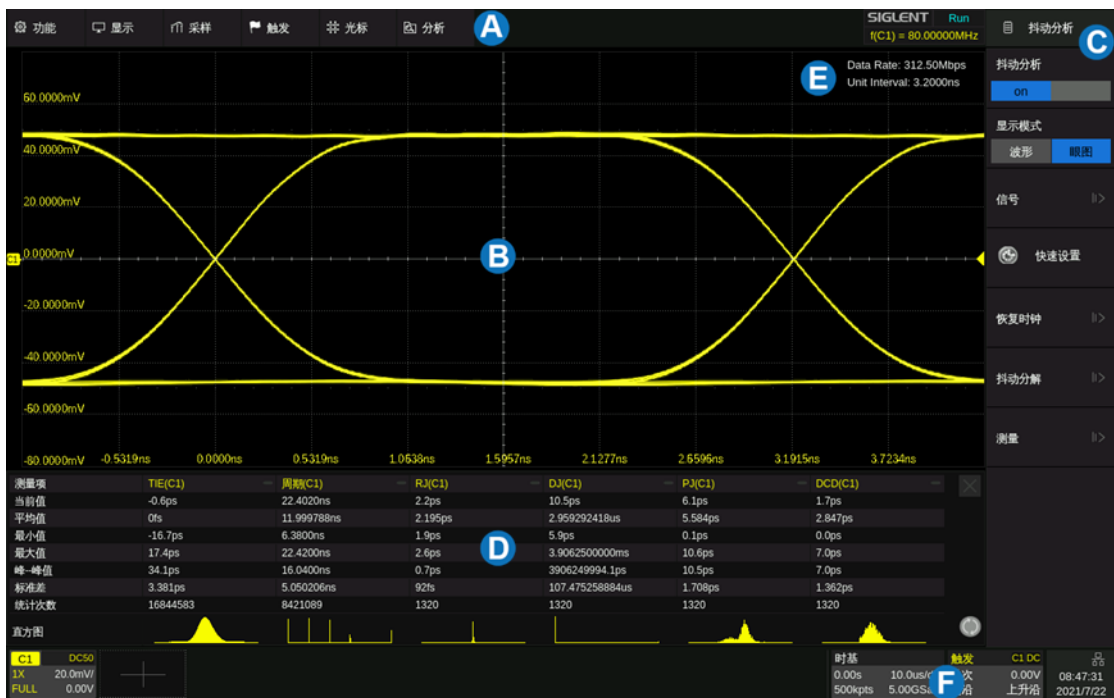 功能 显示 采样 触发 光标 分析 A
SIGLENT Run
f(C1) = 80.00000MHz
抖动分析
C
Data Rate: 312.50Mbps
Unit Interval: 3.2000ns
E
抖动分析
on
显示模式
波形 眼图
信号
快速设置
恢复时钟
抖动分解
测量
60.0000mV
40.0000mV
20.0000mV
C1 0.0000mV
B
-20.0000mV
-40.0000mV
-60.0000mV
-80.0000mV -0.5319ns 0.0000ns 0.5319ns 1.0638ns 1.5957ns 2.1277ns 2.6596ns 3.1915ns 3.7234ns
测量项 TIE(C1) 周期(C1) RJ(C1) DJ(C1) PJ(C1) DCD(C1)
当前值 -0.6ps 22.4020ns 2.2ps 10.5ps 6.1ps 1.7ps
平均值 0fs 11.999788ns 2.195ps 2.959292418us 5.584ps 2.847ps
最小值 -16.7ps 6.3800ns 1.9ps 5.9ps 0.1ps 0.0ps
最大值 17.4ps 22.4200ns 2.6ps 3.9062500000ms 10.6ps 7.0ps
峰--峰值 34.1ps 16.0400ns 0.7ps 3906249994.1ps 10.5ps 7.0ps
标准差 3.381ps 5.050206ns 92fs 107.475258884us 1.708ps 1.362ps
统计次数 16844583 8421089 1320 1320 1320 1320
D
直方图
C1 DC50
1X 20.0mV/
FULL 0.00V
时基
0.00s 10.0us/
500kpts 5.00GSa
F
触发 C1 DC
次 0.00V
沿 上升沿
08:47:31
2021/7/23